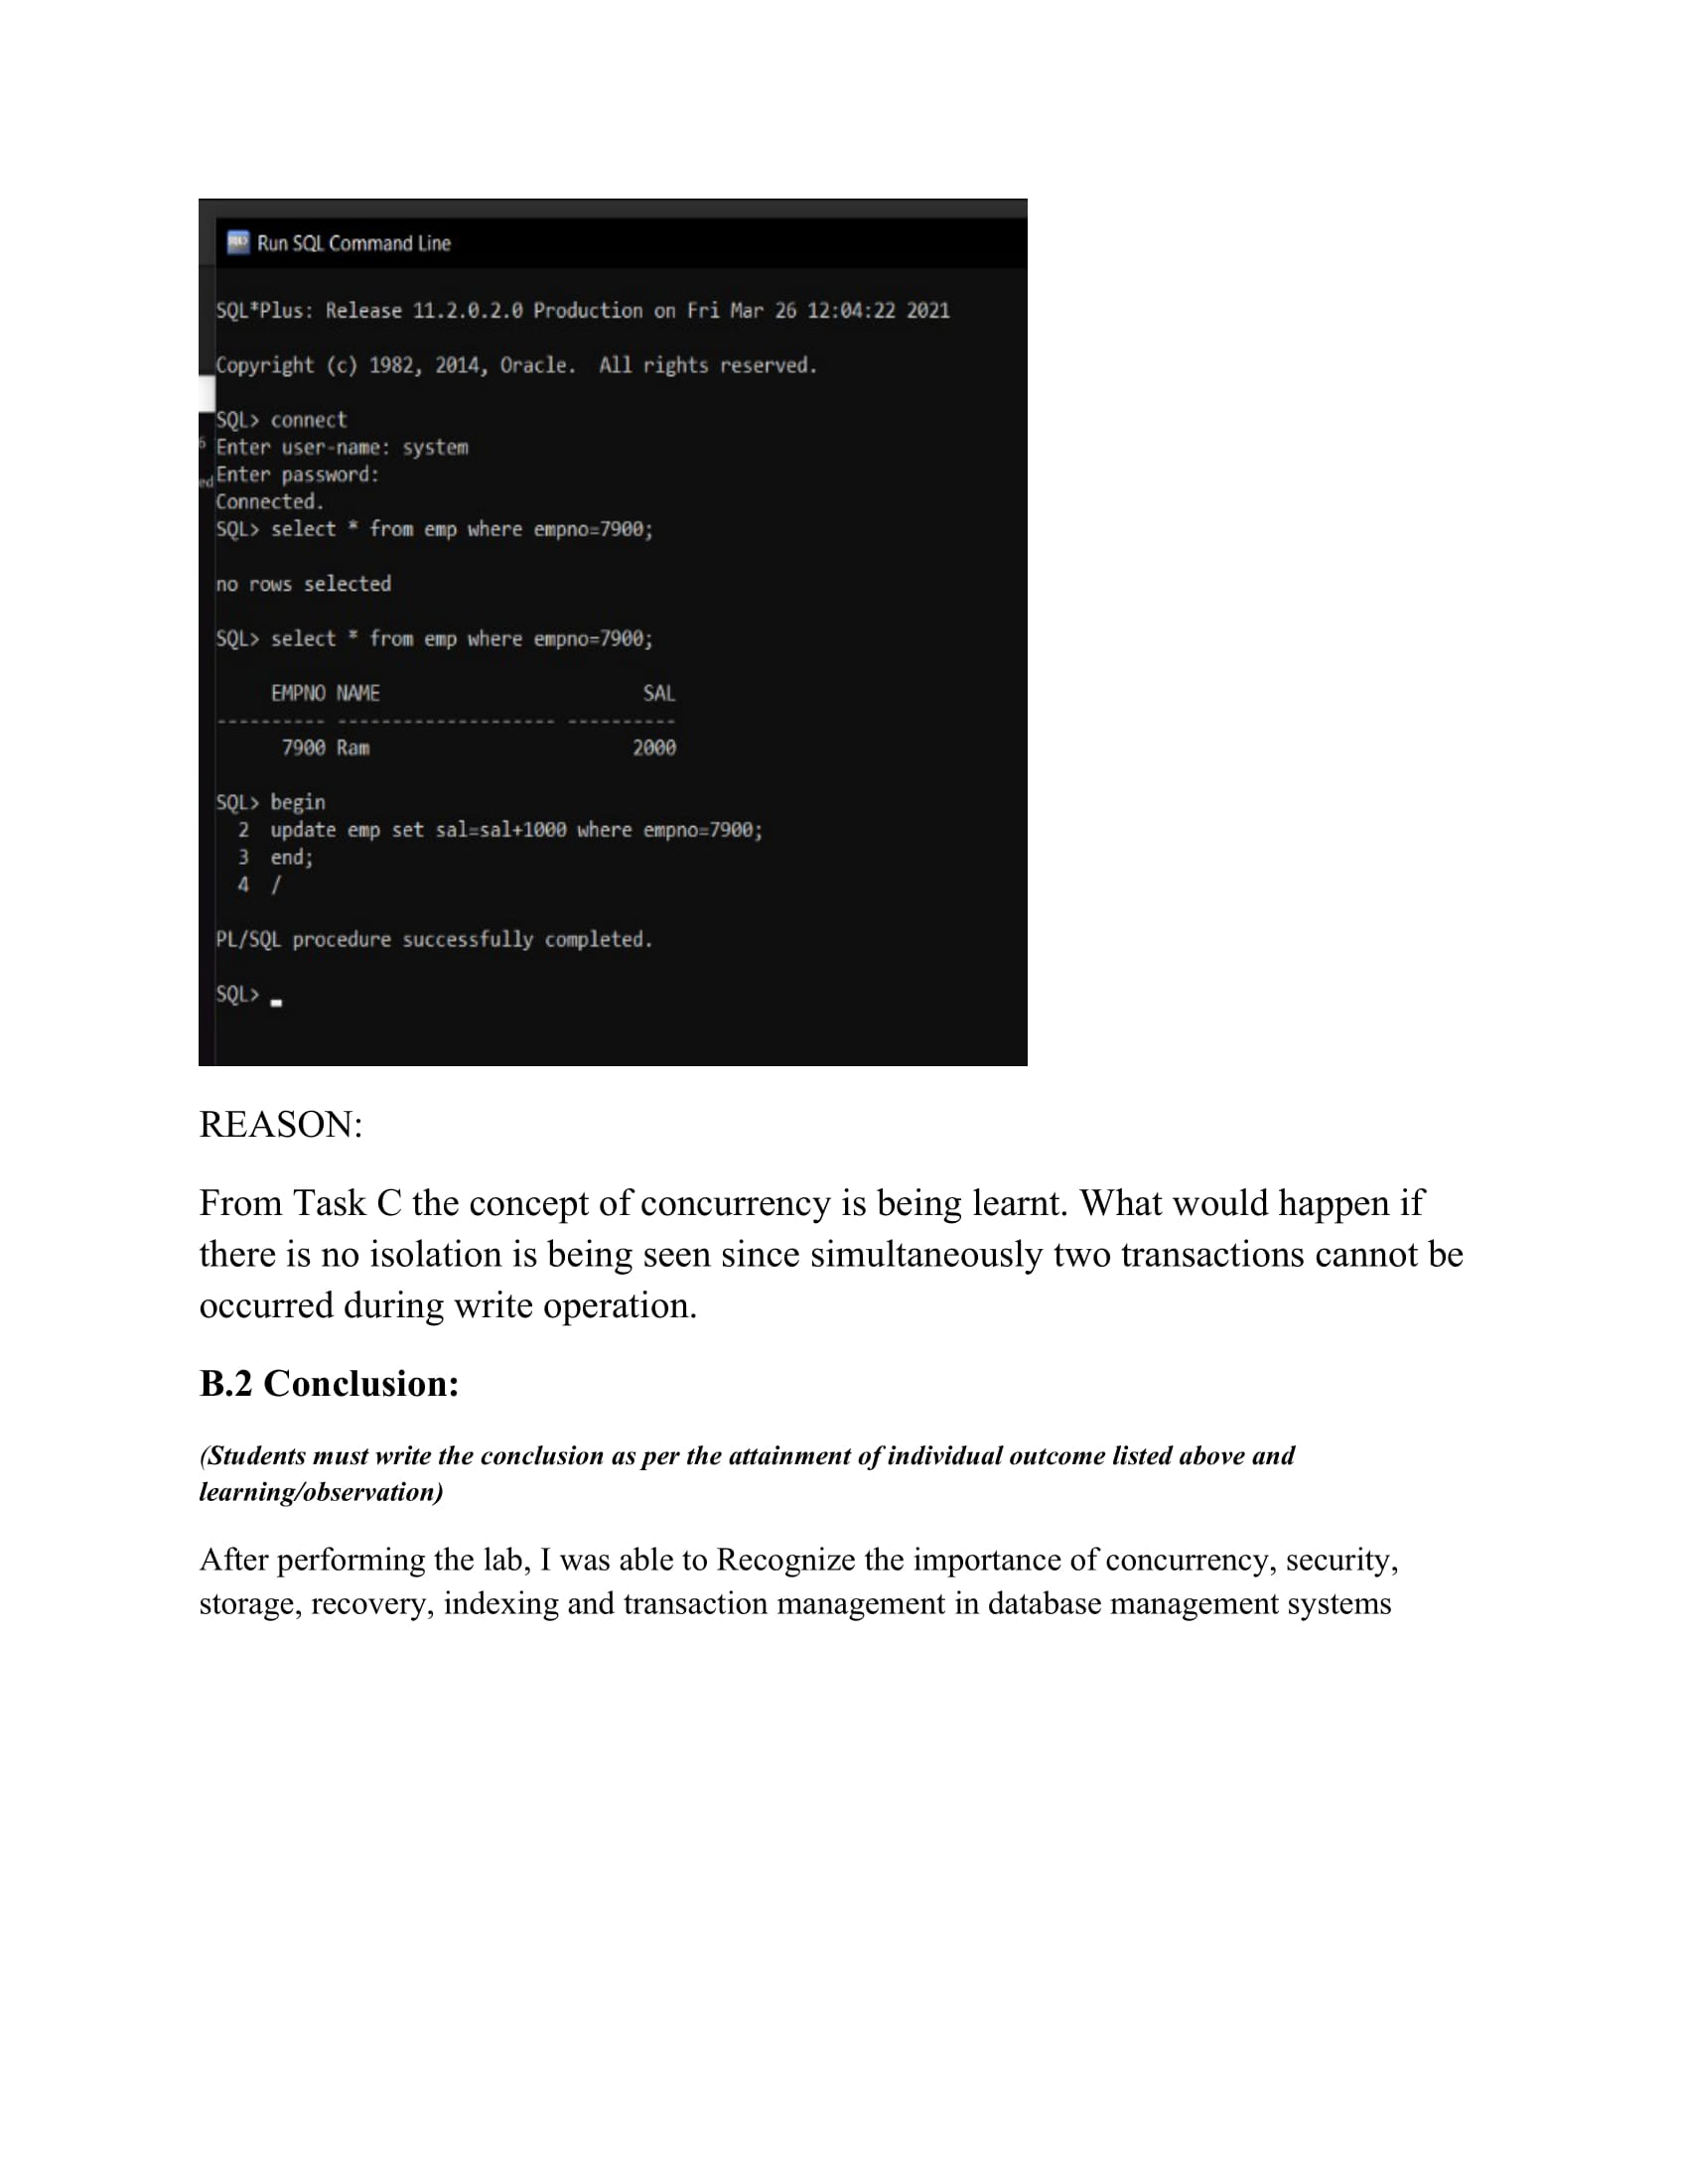 Run SQL Command Line
SQL*Plus: Release 11.2.0.2.0 Production on Fri Mar 26 12:04:22 2021
Copyright (c) 1982, 2014, Oracle.  All rights reserved.
SQL> connect
6 Enter user-name: system
ed Enter password:
Connected.
SQL> select * from emp where empno=7900;
no rows selected
SQL> select * from emp where empno=7900;
EMPNO NAME SAL
---------- -------------------- ----------
7900 Ram 2000
SQL> begin
2 update emp set sal=sal+1000 where empno=7900;
3 end;
4 /
PL/SQL procedure successfully completed.
SQL>
REASON:
From Task C the concept of concurrency is being learnt. What would happen if
there is no isolation is being seen since simultaneously two transactions cannot be
occurred during write operation.
B.2 Conclusion:
(Students must write the conclusion as per the attainment of individual outcome listed above and
learning/observation)
After performing the lab, I was able to Recognize the importance of concurrency, security,
storage, recovery, indexing and transaction management in database management systems